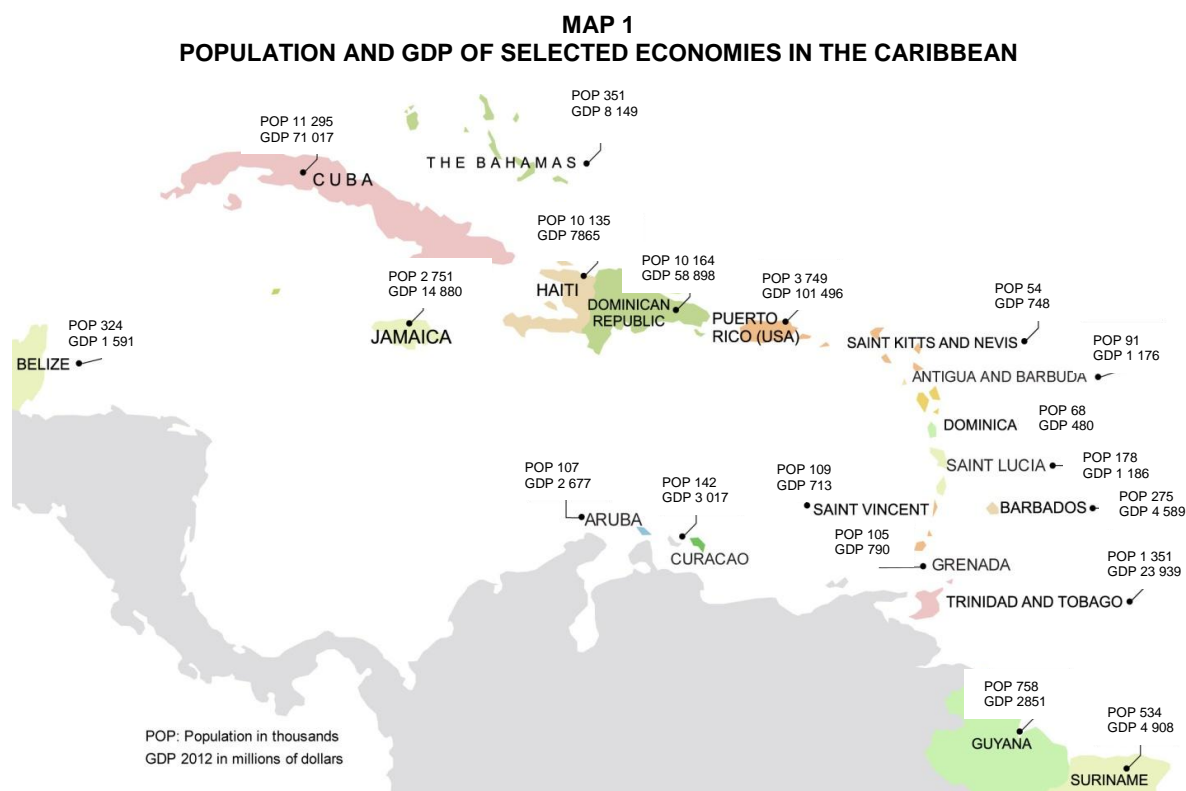 MAP 1
POPULATION AND GDP OF SELECTED ECONOMIES IN THE CARIBBEAN
POP 351
GDP 8 149
THE BAHAMAS
POP 11 295
GDP 71 017
CUBA
POP 10 135
GDP 7865
HAITI
POP 10 164
GDP 58 898
DOMINICAN
REPUBLIC
POP 3 749
GDP 101 496
PUERTO
RICO (USA)
POP 2 751
GDP 14 880
JAMAICA
POP 54
GDP 748
SAINT KITTS AND NEVIS
POP 324
GDP 1 591
BELIZE
POP 91
GDP 1 176
ANTIGUA AND BARBUDA
POP 68
GDP 480
DOMINICA
POP 178
GDP 1 186
SAINT LUCIA
POP 107
GDP 2 677
ARUBA
POP 142
GDP 3 017
CURACAO
POP 109
GDP 713
SAINT VINCENT
POP 275
GDP 4 589
BARBADOS
POP 105
GDP 790
GRENADA
POP 1 351
GDP 23 939
TRINIDAD AND TOBAGO
POP 758
GDP 2851
GUYANA
POP 534
GDP 4 908
SURINAME
POP: Population in thousands
GDP 2012 in millions of dollars